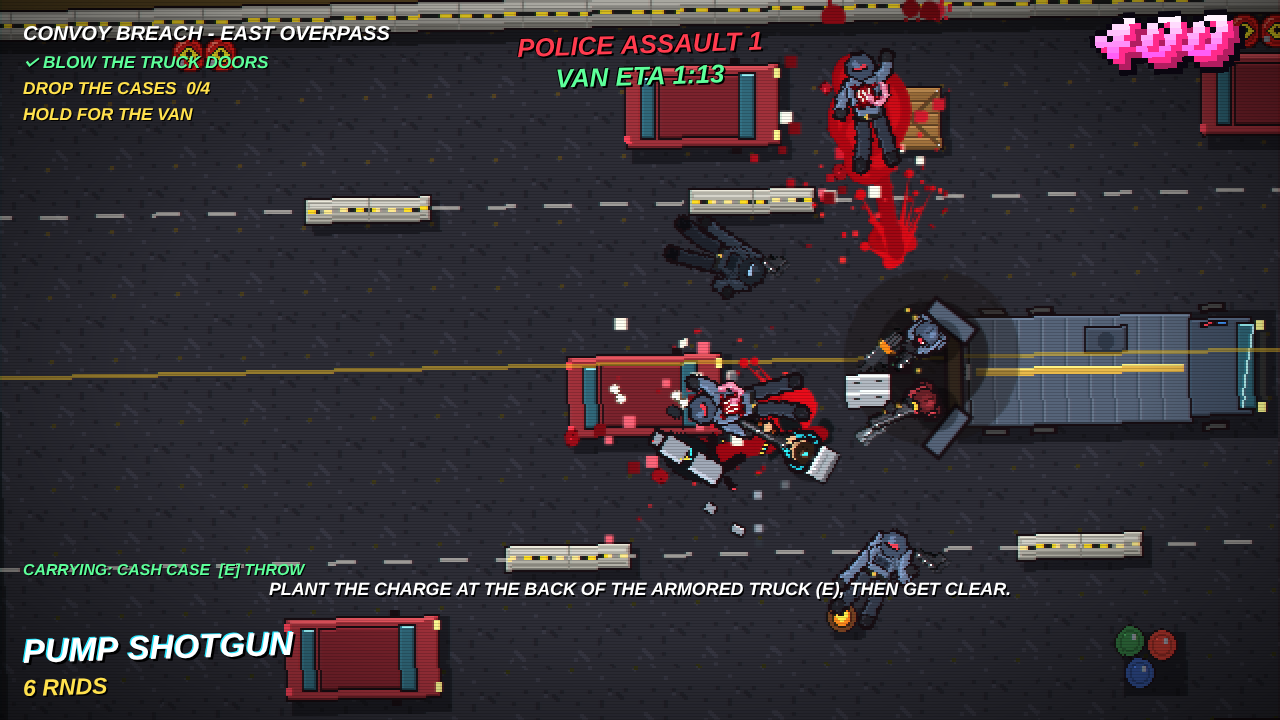 CONVOY BREACH - EAST OVERPASS
✓ BLOW THE TRUCK DOORS
DROP THE CASES 0/4
HOLD FOR THE VAN
POLICE ASSAULT 1
VAN ETA 1:13
CARRYING: CASH CASE [E] THROW
PLANT THE CHARGE AT THE BACK OF THE ARMORED TRUCK (E), THEN GET CLEAR.
PUMP SHOTGUN
6 RNDS